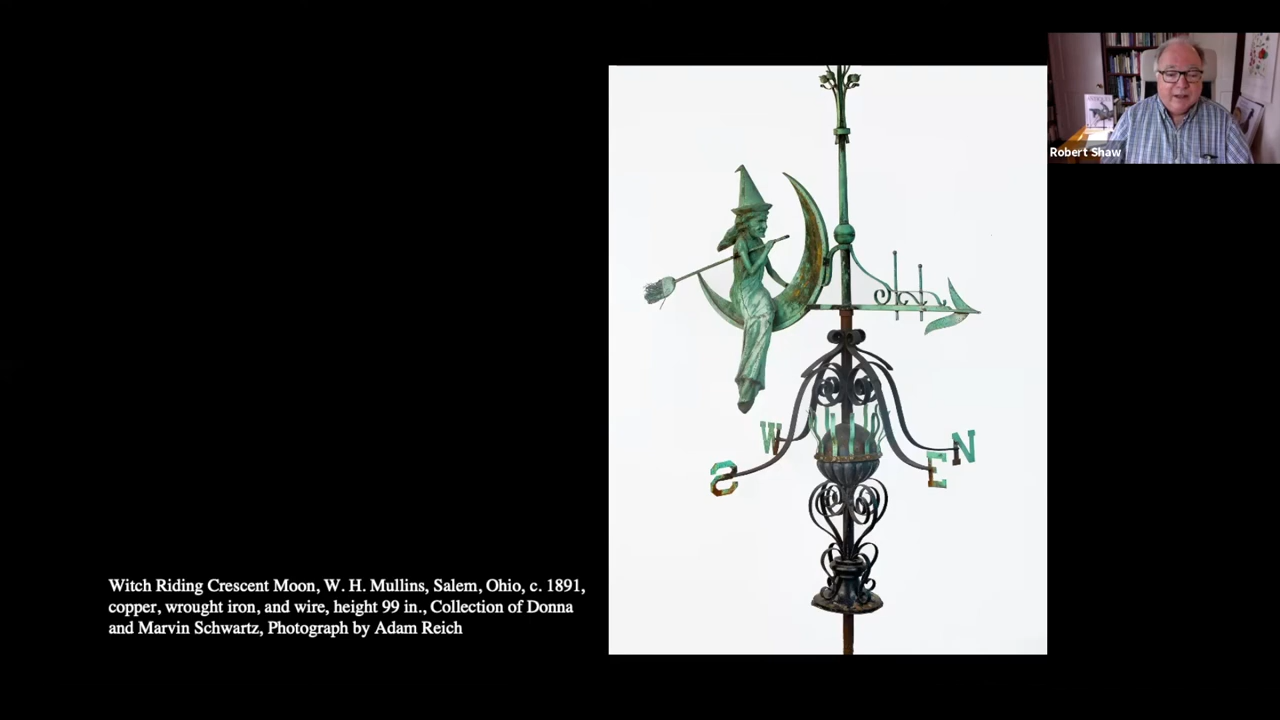 Robert Shaw
W
N
S
E
Witch Riding Crescent Moon, W. H. Mullins, Salem, Ohio, c. 1891,
copper, wrought iron, and wire, height 99 in., Collection of Donna
and Marvin Schwartz, Photograph by Adam Reich